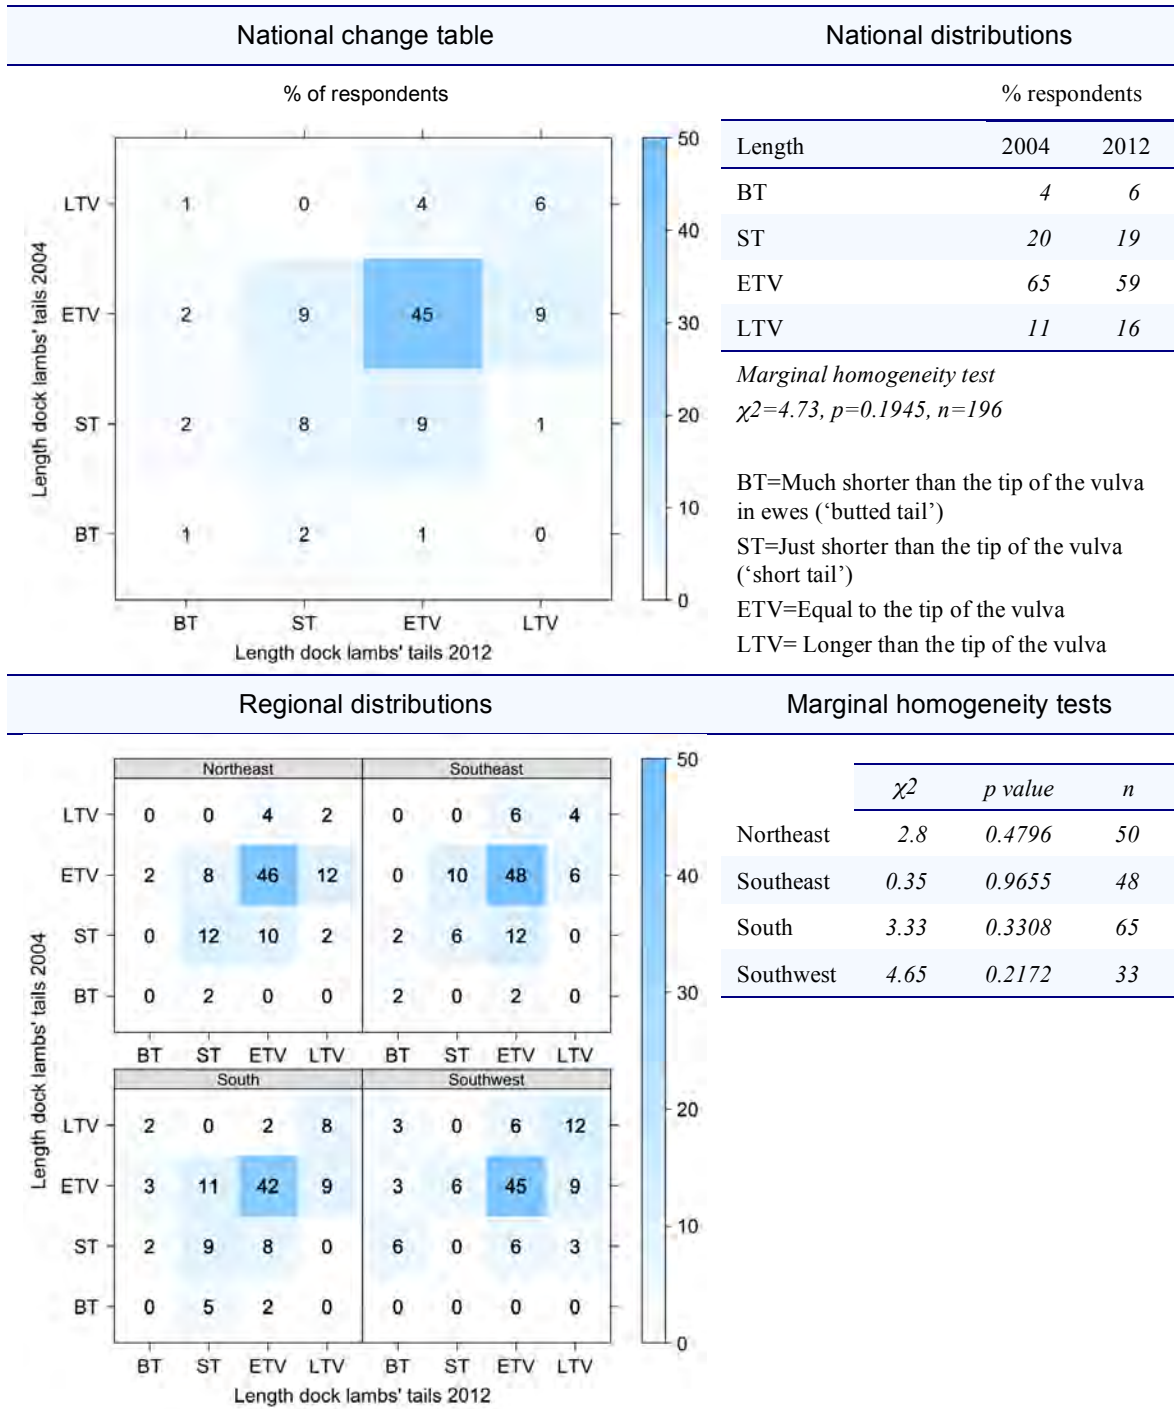 National change table
National distributions
% of respondents
50
40
30
20
10
0
Length dock lambs' tails 2004
LTV 1 0 4 6
ETV 2 9 45 9
ST 2 8 9 1
BT 1 2 1 0
BT ST ETV LTV
Length dock lambs' tails 2012
% respondents
Length 2004 2012
BT 4 6
ST 20 19
ETV 65 59
LTV 11 16
Marginal homogeneity test
χ2=4.73, p=0.1945, n=196
BT=Much shorter than the tip of the vulva
in ewes (‘butted tail’)
ST=Just shorter than the tip of the vulva
(‘short tail’)
ETV=Equal to the tip of the vulva
LTV= Longer than the tip of the vulva
Regional distributions
Marginal homogeneity tests
Northeast Southeast
LTV 0 0 4 2 0 0 6 4
ETV 2 8 46 12 0 10 48 6
ST 0 12 10 2 2 6 12 0
BT 0 2 0 0 2 0 2 0
BT ST ETV LTV BT ST ETV LTV
South Southwest
LTV 2 0 2 8 3 0 6 12
ETV 3 11 42 9 3 6 45 9
ST 2 9 8 0 6 0 6 3
BT 0 5 2 0 0 0 0 0
BT ST ETV LTV BT ST ETV LTV
Length dock lambs' tails 2004
Length dock lambs' tails 2012
50
40
30
20
10
0
χ2 p value n
Northeast 2.8 0.4796 50
Southeast 0.35 0.9655 48
South 3.33 0.3308 65
Southwest 4.65 0.2172 33